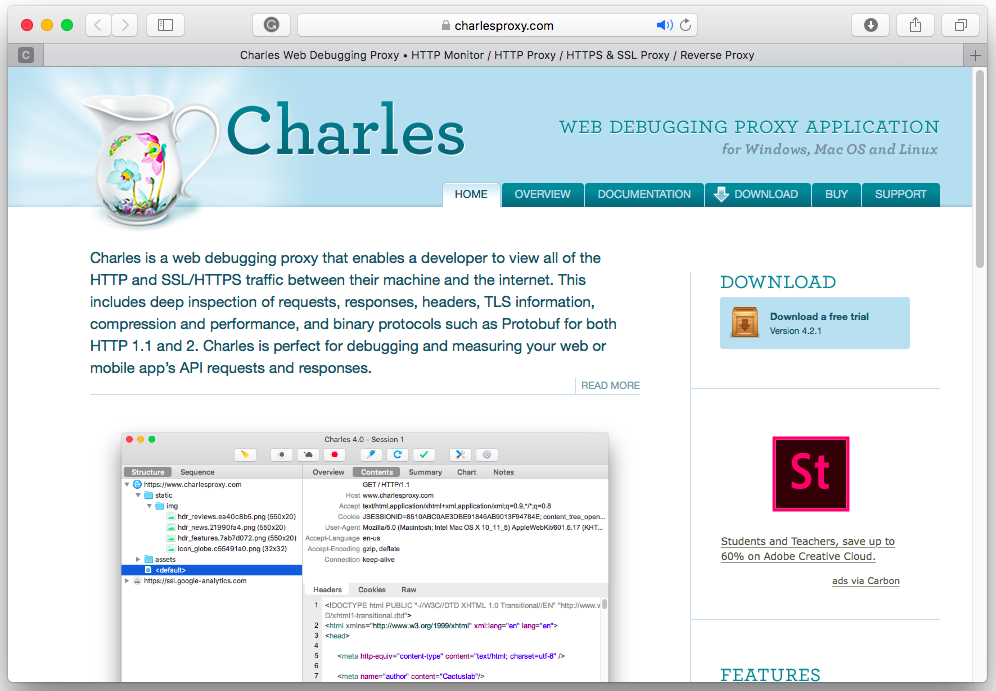 charlesproxy.com
C
Charles Web Debugging Proxy • HTTP Monitor / HTTP Proxy / HTTPS & SSL Proxy / Reverse Proxy
Charles
WEB DEBUGGING PROXY APPLICATION
for Windows, Mac OS and Linux
HOME OVERVIEW DOCUMENTATION DOWNLOAD BUY SUPPORT
Charles is a web debugging proxy that enables a developer to view all of the
HTTP and SSL/HTTPS traffic between their machine and the internet. This
includes deep inspection of requests, responses, headers, TLS information,
compression and performance, and binary protocols such as Protobuf for both
HTTP 1.1 and 2. Charles is perfect for debugging and measuring your web or
mobile app's API requests and responses.
READ MORE
DOWNLOAD
Download a free trial
Version 4.2.1
St
Students and Teachers, save up to
60% on Adobe Creative Cloud.
ads via Carbon
FEATURES
Charles 4.0 - Session 1
Structure Sequence
https://www.charlesproxy.com
static
img
hdr_reviews.ea40c8b5.png (550x20)
hdr_news.21990fa4.png (550x20)
hdr_features.7ab7d072.png (550x20)
icon_globe.c55491a0.png (32x32)
assets
<default>
https://ssl.google-analytics.com
Overview Contents Summary Chart Notes
GET / HTTP/1.1
Host www.charlesproxy.com
Accept text/html,application/xhtml+xml,application/xml;q=0.9,*/*;q=0.8
Cookie JSESSIONID=8510ABC0AE3DBE91846AB9013F94784E; content_tree_open...
User-Agent Mozilla/5.0 (Macintosh; Intel Mac OS X 10_11_5) AppleWebKit/601.6.17 (KHT...
Accept-Language en-us
Accept-Encoding gzip, deflate
Connection keep-alive
Headers Cookies Raw
1 <!DOCTYPE html PUBLIC "-//W3C//DTD XHTML 1.0 Transitional//EN" "http://www.v
D/xhtml1-transitional.dtd">
2 <html xmlns="http://www.w3.org/1999/xhtml" xml:lang="en" lang="en">
3 <head>
4
5 <meta http-equiv="content-type" content="text/html; charset=utf-8" />
6
7 <meta name="author" content="Cactuslab"/>